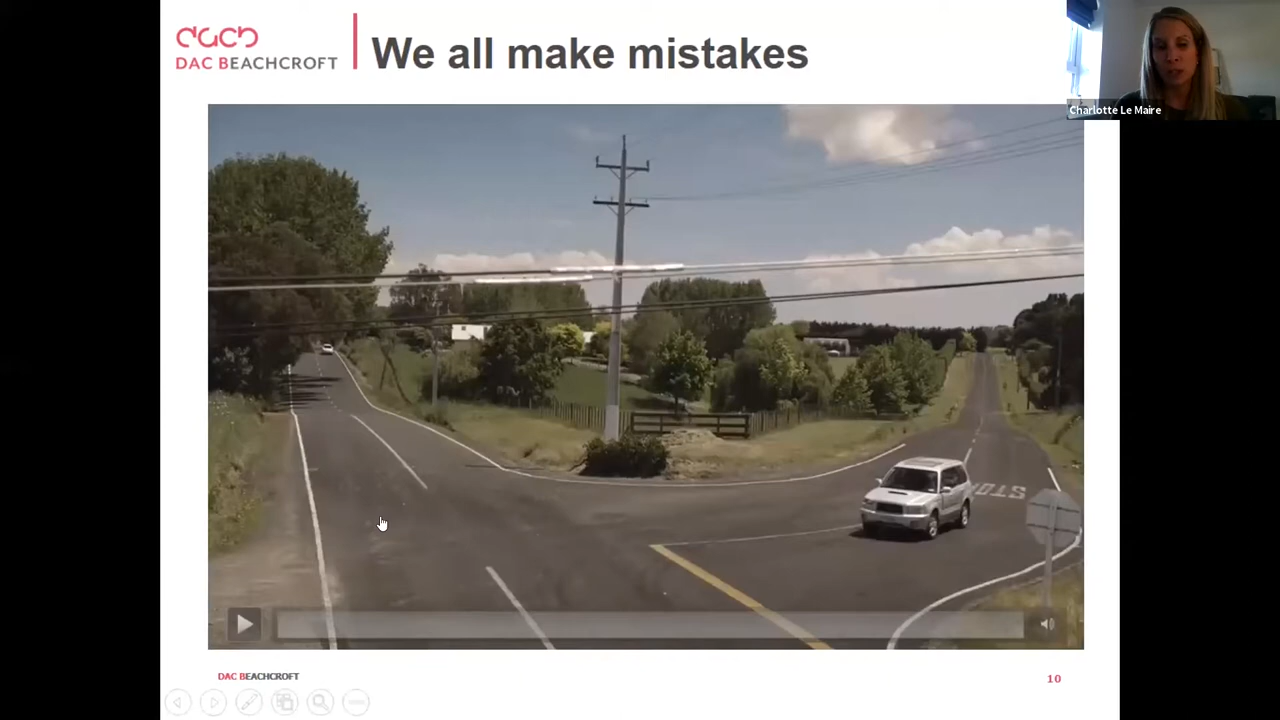 DAC BEACHCROFT
We all make mistakes
Charlotte Le Maire
STOP
DAC BEACHCROFT
10